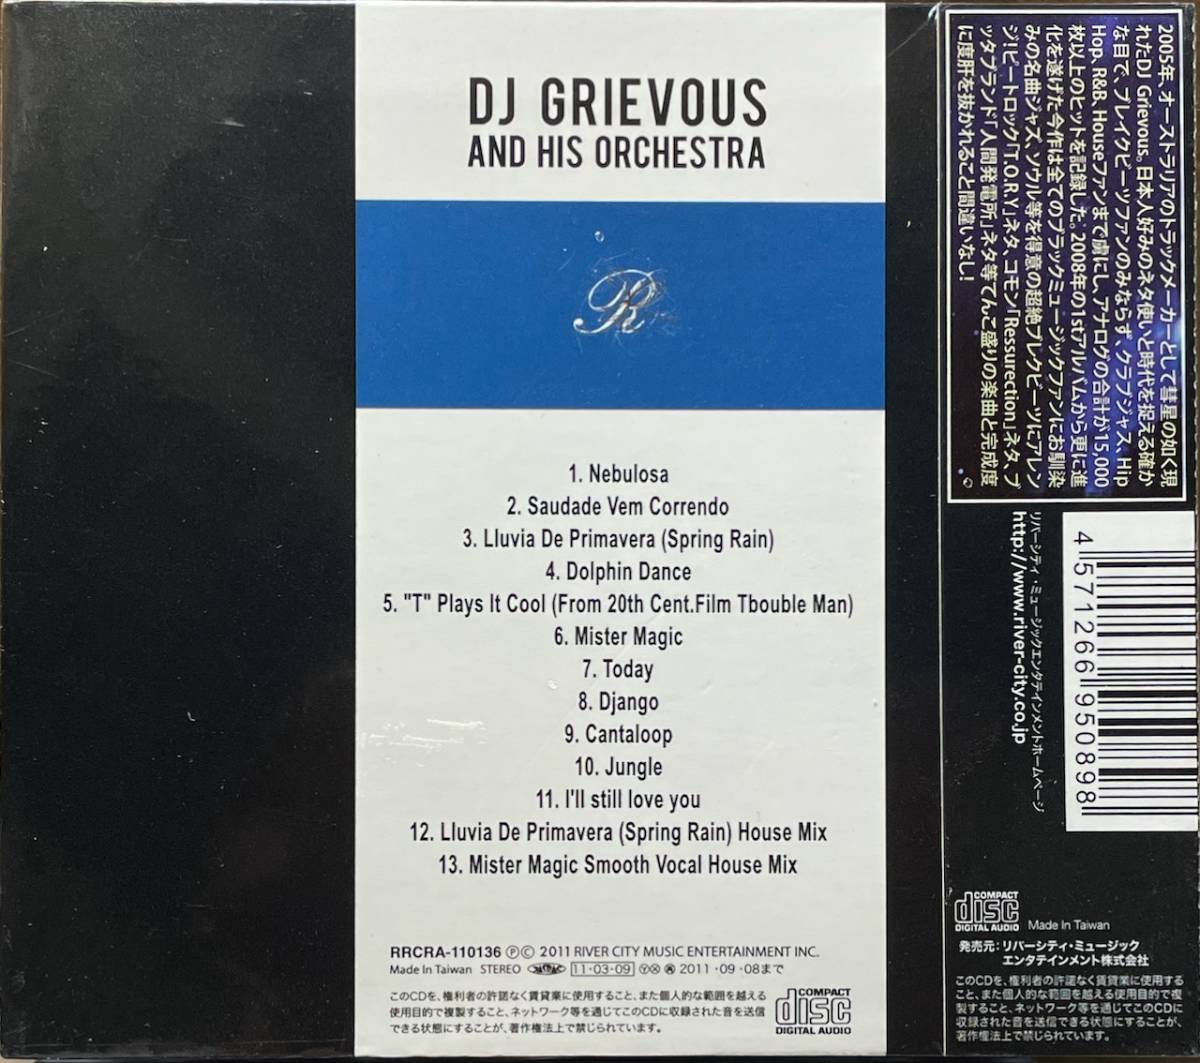 DJ GRIEVOUS
AND HIS ORCHESTRA
R
1. Nebulosa
2. Saudade Vem Correndo
3. Lluvia De Primavera (Spring Rain)
4. Dolphin Dance
5. "T" Plays It Cool (From 20th Cent.Film Tbouble Man)
6. Mister Magic
7. Today
8. Django
9. Cantaloop
10. Jungle
11. I'll still love you
12. Lluvia De Primavera (Spring Rain) House Mix
13. Mister Magic Smooth Vocal House Mix
RRCRA-110136 ℗© 2011 RIVER CITY MUSIC ENTERTAINMENT INC.
Made In Taiwan STEREO 11·03·09 2011·09·08まで
このCDを、権利者の許諾なく賃貸業に使用すること、また個人的な範囲を越える
使用目的で複製すること、ネットワーク等を通じてこのCDに収録された音を送信
できる状態にすることが、著作権法上で禁じられています。
COMPACT
disc
DIGITAL AUDIO
2005年、オーストラリアのトラックメーカーとして彗星の如く現
れたDJ Grievous。日本人好みのネタ使いと時代を捉える確か
な目で、ブレイクビーツファンのみならず、クラブジャス、Hip
Hop、R&B、Houseファンまで虜にし、アナログの合計が15,000
枚以上のヒットを記録した。2008年の1stアルバムから更に進
化を遂げた今作は全てのブラックミュージックファンにお馴染
みの名曲ジャズ、ソウル等を得意の超絶ブレクビーツにアレン
ジ!ピートロック「T.O.R.Y」ネタ、コモン「Ressurection」ネタ、ブ
ッタブランド「人間発電所」ネタ等てんこ盛りの楽曲と完成度
に度肝を抜かれること間違いなし!
リバーシティ・ミュージックエンタテインメントホームページ
http://www.river-city.co.jp
4 571266 950898
COMPACT
disc
DIGITAL AUDIO
Made In Taiwan
発売元: リバーシティ・ミュージック
エンタテインメント株式会社
このCDを、権利者の許諾なく賃貸業に使用する
こと、また個人的な範囲を越える使用目的で複
製すること、ネットワーク等を通じてこのCDに
収録された音を送信できる状態にすることが、
著作権法上で禁じられています。